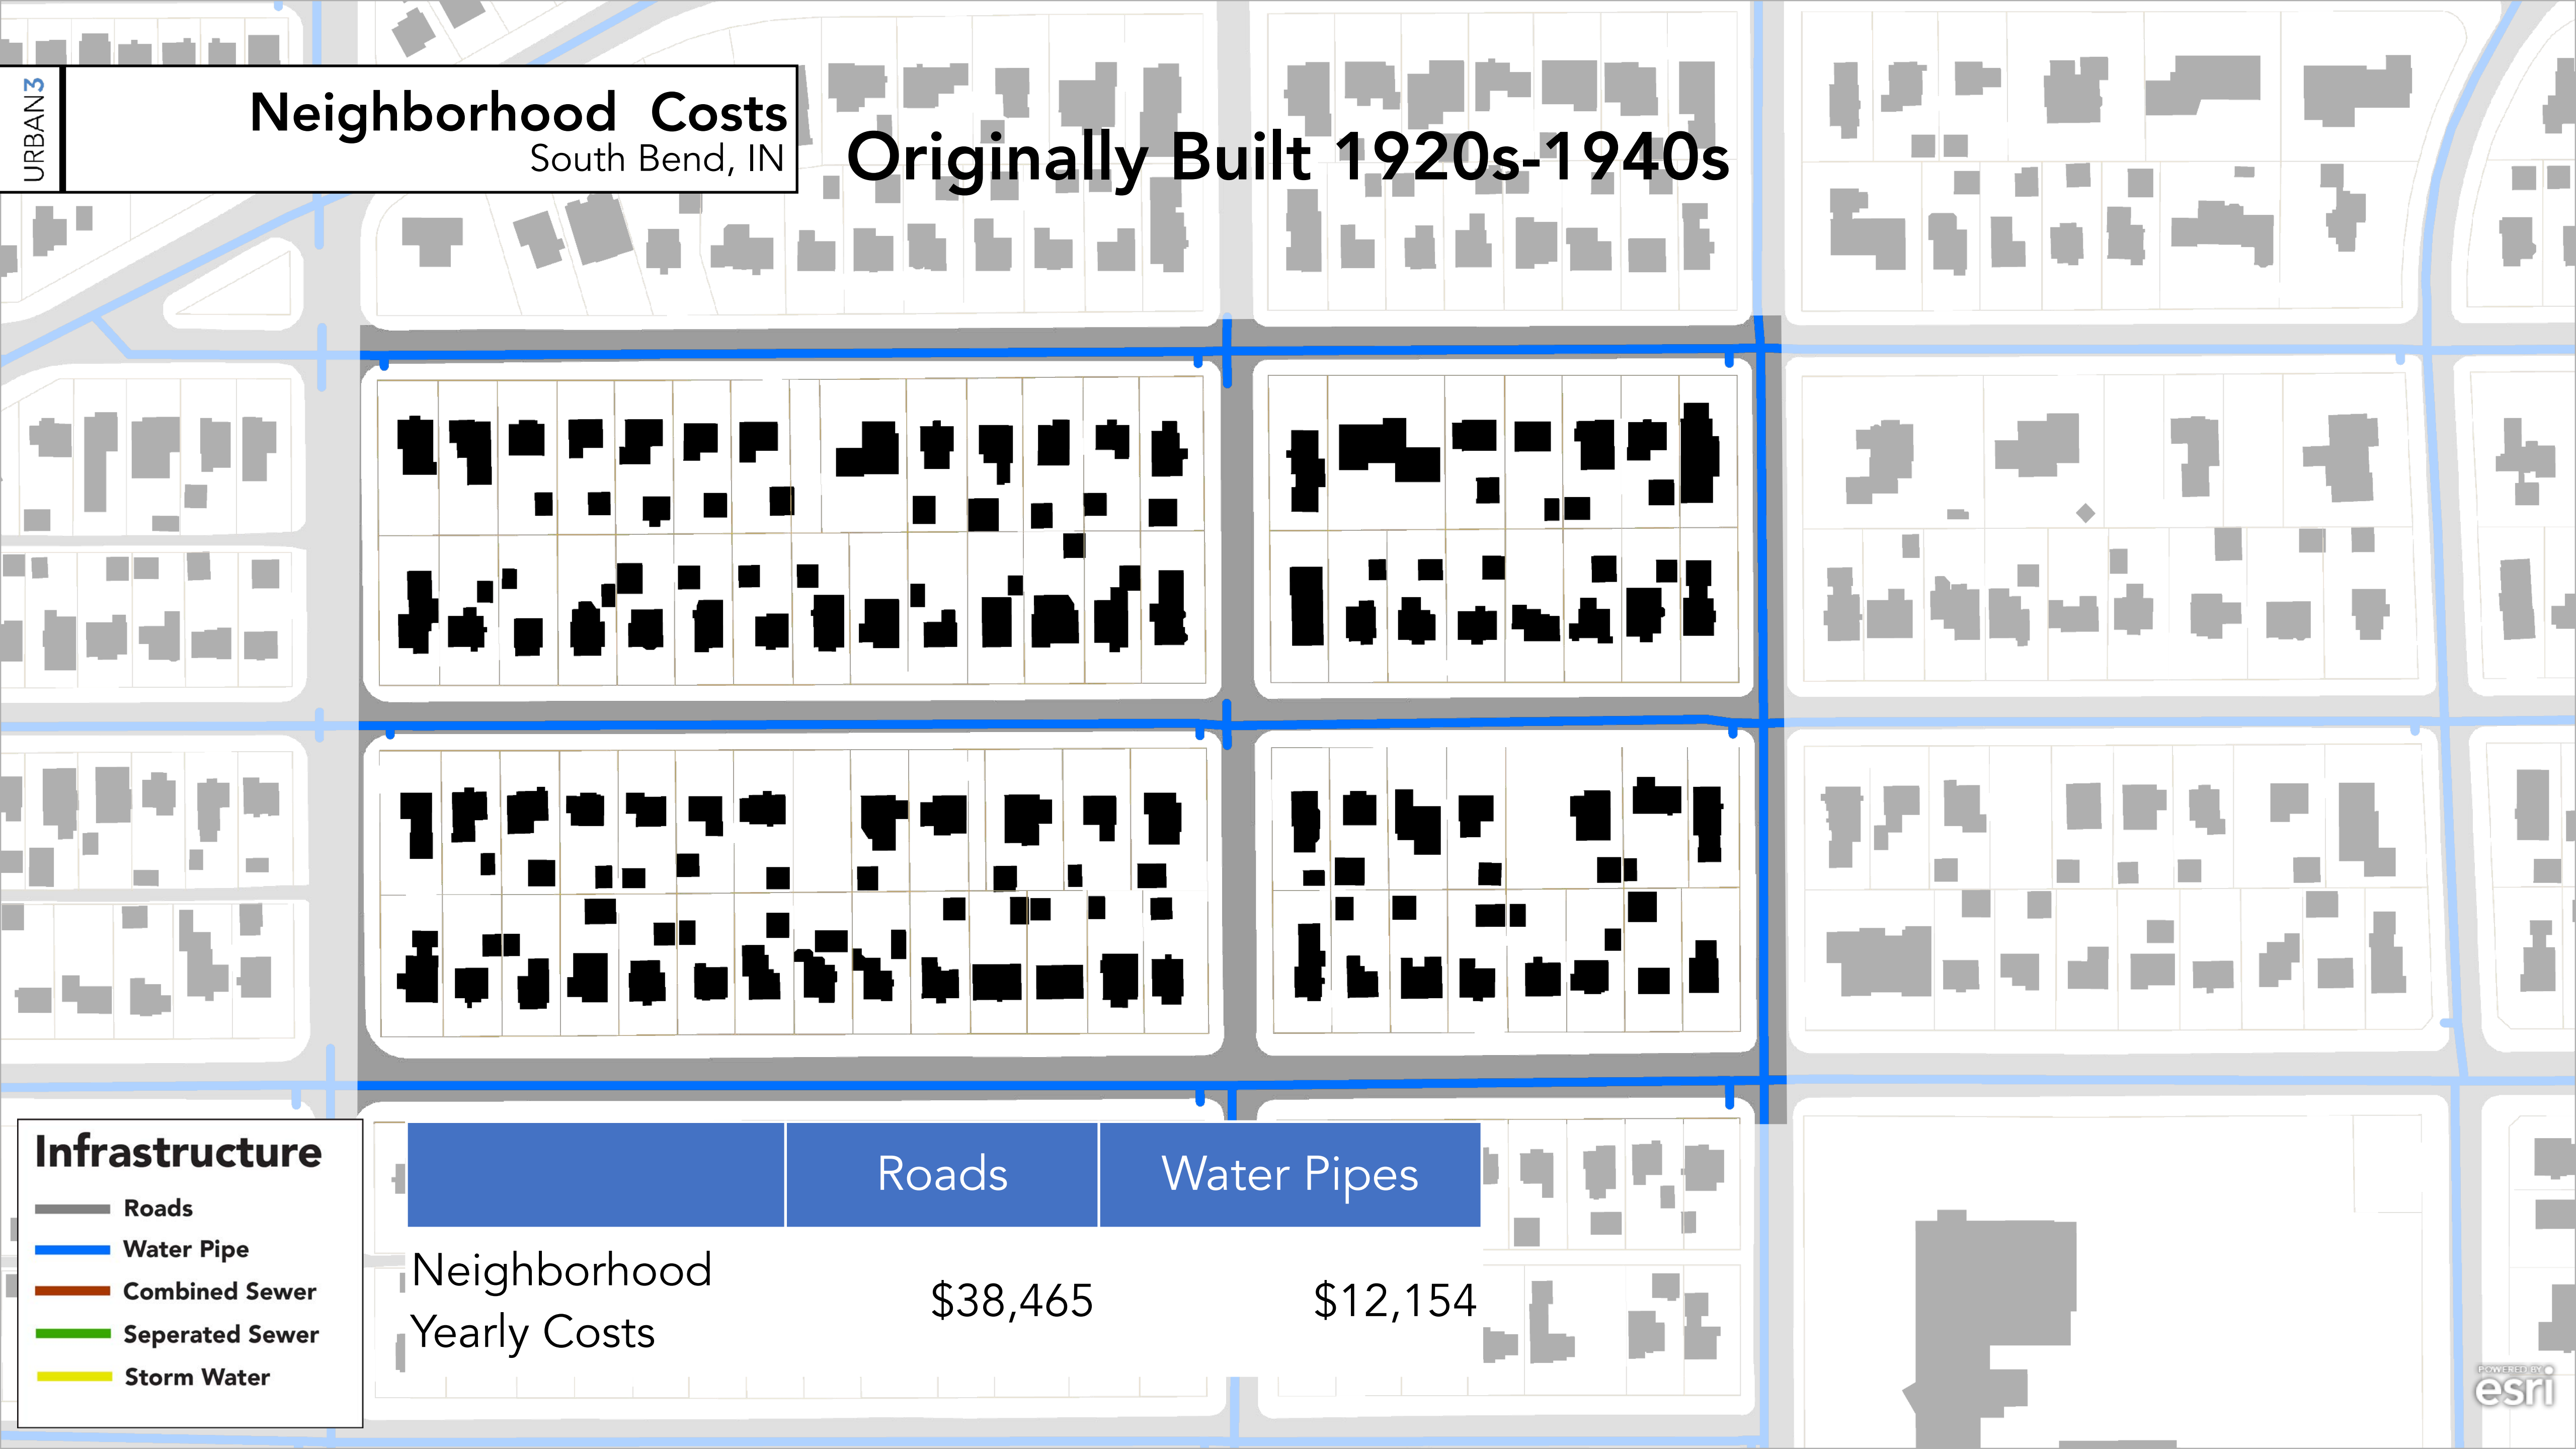 URBAN3
Neighborhood Costs
South Bend, IN
Originally Built 1920s-1940s
Infrastructure
Roads
Water Pipe
Combined Sewer
Seperated Sewer
Storm Water
Roads Water Pipes
Neighborhood
Yearly Costs
$38,465 $12,154
POWERED BY
esri